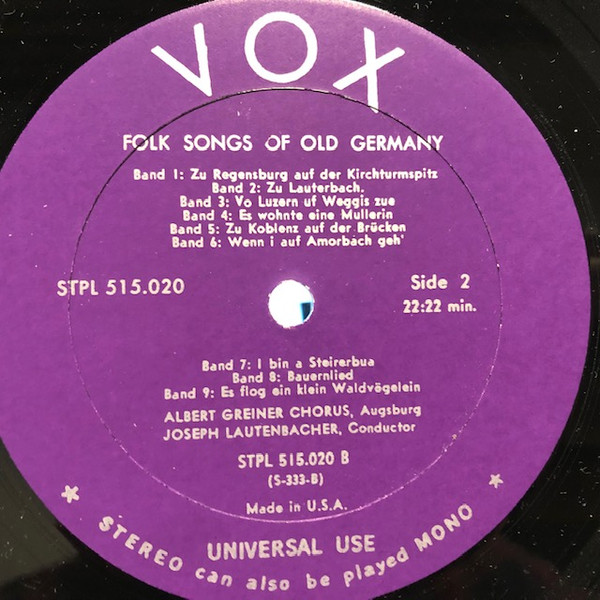 VOX
FOLK SONGS OF OLD GERMANY
Band 1: Zu Regensburg auf der Kirchturmspitz
Band 2: Zu Lauterbach.
Band 3: Vo Luzern uf Weggis zue
Band 4: Es wohnte eine Mullerin
Band 5: Zu Koblenz auf der Brücken
Band 6: Wenn i auf Amorbach geh'
STPL 515.020
Side 2
22:22 min.
Band 7: I bin a Steirerbua
Band 8: Bauernlied
Band 9: Es flog ein klein Waldvögelein
ALBERT GREINER CHORUS, Augsburg
JOSEPH LAUTENBACHER, Conductor
STPL 515.020 B
(S-333-B)
Made in U.S.A.
UNIVERSAL USE
STEREO can also be played MONO